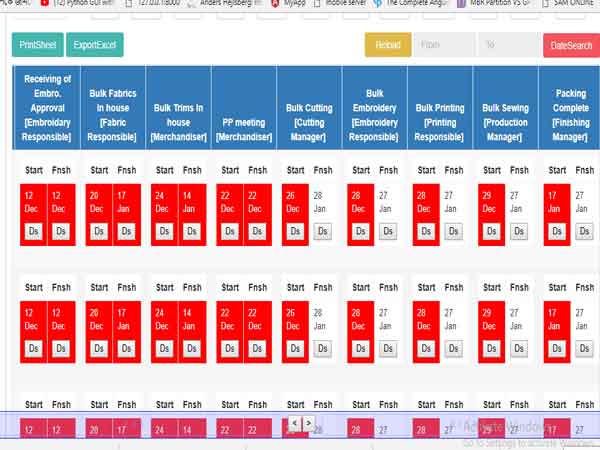 (12) Python GUI with
127.0.0.1:8000
Anders Hejlsberg
MyApp
mobile server
The Complete Angu
MBR Partition VS GP
SAM ONLINE
PrintSheet ExportExcel Reload From To DateSearch
Receiving of Embro. Approval [Embroidary Responsible]
Bulk Fabrics In house [Fabric Responsible]
Bulk Trims In house [Merchandiser]
PP meeting [Merchandiser]
Bulk Cutting [Cutting Manager]
Bulk Emboidery [Embroidery Responsible]
Bulk Printing [Printing Responsible]
Bulk Sewing [Production Manager]
Packing Complete [Finishing Manager]
Start Fnsh Start Fnsh Start Fnsh Start Fnsh Start Fnsh Start Fnsh Start Fnsh Start Fnsh Start Fnsh
12 12 20 17 24 14 22 22 26 28 28 27 28 27 29 27 17 27
Dec Dec Dec Jan Dec Jan Dec Dec Dec Jan Dec Jan Dec Jan Dec Jan Jan Jan
Ds Ds Ds Ds Ds Ds Ds Ds Ds Ds Ds Ds Ds Ds Ds Ds Ds Ds
Start Fnsh Start Fnsh Start Fnsh Start Fnsh Start Fnsh Start Fnsh Start Fnsh Start Fnsh Start Fnsh
12 12 20 17 24 14 22 22 26 28 28 27 28 27 29 27 17 27
Dec Dec Dec Jan Dec Jan Dec Dec Dec Jan Dec Jan Dec Jan Dec Jan Jan Jan
Ds Ds Ds Ds Ds Ds Ds Ds Ds Ds Ds Ds Ds Ds Ds Ds Ds Ds
Start Fnsh Start Fnsh Start Fnsh Start Fnsh Start Fnsh Start Fnsh Start Fnsh Start Fnsh Start Fnsh
< >
12 12 20 17 24 14 22 22 26 28 28 27 28 27 29 27 17 27
Activate Windows
Go to Settings to activate Windows.